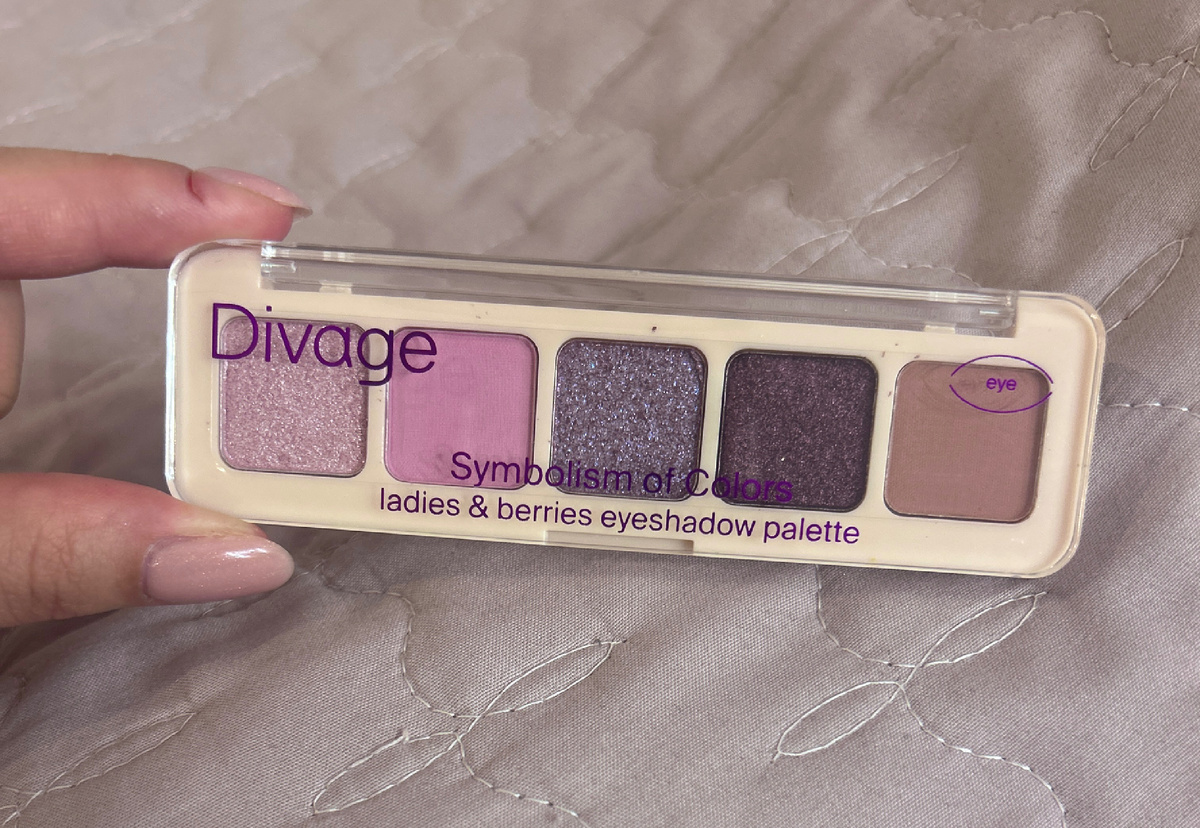 Divage
eye
Symbolism of Colors
ladies & berries eyeshadow palette